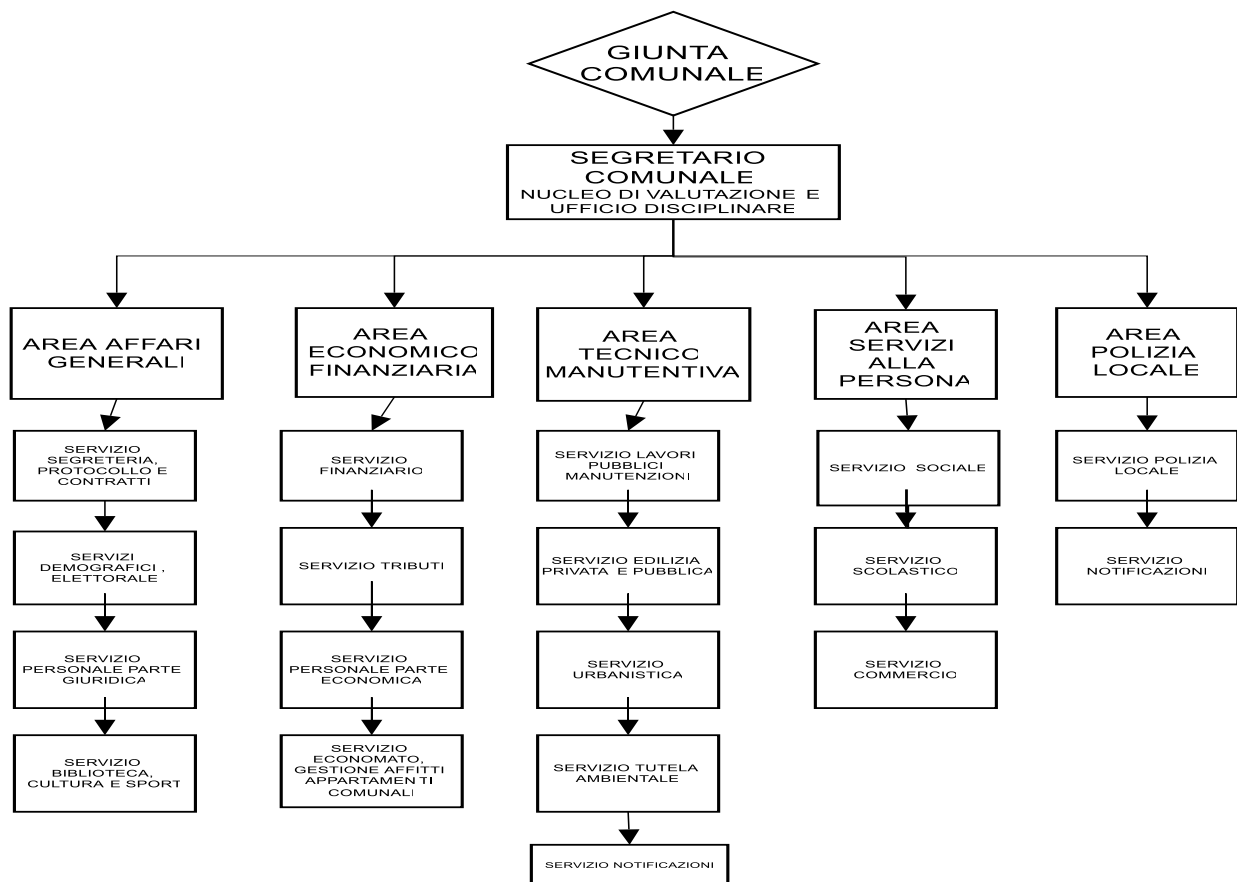 GIUNTA
COMUNALE
SEGRETARIO
COMUNALE
NUCLEO DI VALUTAZIONE E
UFFICIO DISCIPLINARE
AREA AFFARI
GENERALI
AREA
ECONOMICO
FINANZIARIA
AREA
TECNICO
MANUTENTIVA
AREA
SERVIZI
ALLA
PERSONA
AREA
POLIZIA
LOCALE
SERVIZIO
SEGRETERIA,
PROTOCOLLO E
CONTRATTI
SERVIZIO
FINANZIARIO
SERVIZIO LAVORI
PUBBLICI
MANUTENZIONI
SERVIZIO SOCIALE
SERVIZIO POLIZIA
LOCALE
SERVIZI
DEMOGRAFICI ,
ELETTORALE
SERVIZIO TRIBUTI
SERVIZIO EDILIZIA
PRIVATA E PUBBLICA
SERVIZIO
SCOLASTICO
SERVIZIO
NOTIFICAZIONI
SERVIZIO
PERSONALE PARTE
GIURIDICA
SERVIZIO
PERSONALE PARTE
ECONOMICA
SERVIZIO
URBANISTICA
SERVIZIO
COMMERCIO
SERVIZIO
BIBLIOTECA,
CULTURA E SPORT
SERVIZIO
ECONOMATO,
GESTIONE AFFITTI
APPARTAMENTI
COMUNALI
SERVIZIO TUTELA
AMBIENTALE
SERVIZIO NOTIFICAZIONI